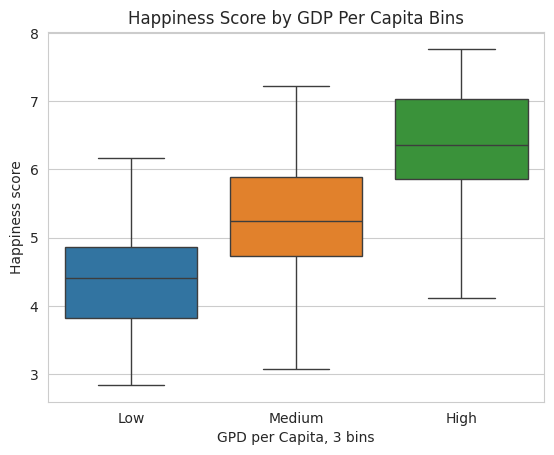 Happiness Score by GDP Per Capita Bins
Happiness score
8
7
6
5
4
3
Low Medium High
GPD per Capita, 3 bins